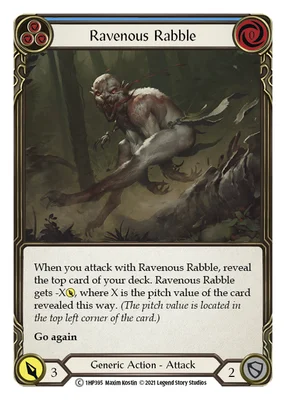 Ravenous Rabble
0
When you attack with Ravenous Rabble, reveal
the top card of your deck. Ravenous Rabble
gets -X, where X is the pitch value of the card
revealed this way. (The pitch value is located in
the top left corner of the card.)
Go again
3
Generic Action - Attack
2
C 1HP395 Maxim Kostin © 2021 Legend Story Studios